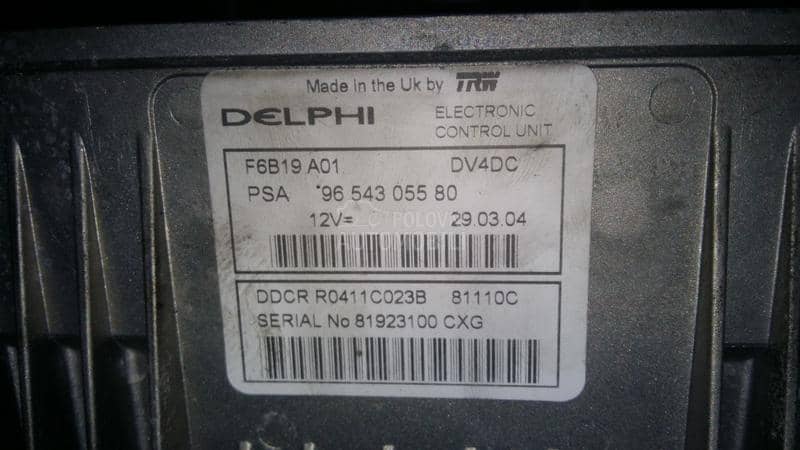 Made in the Uk by TRW
DELPHI ELECTRONIC CONTROL UNIT
F6B19 A01 DV4DC
PSA 96 543 055 80
12V= 29.03.04
DDCR R0411C023B 81110C
SERIAL No 81923100 CXG